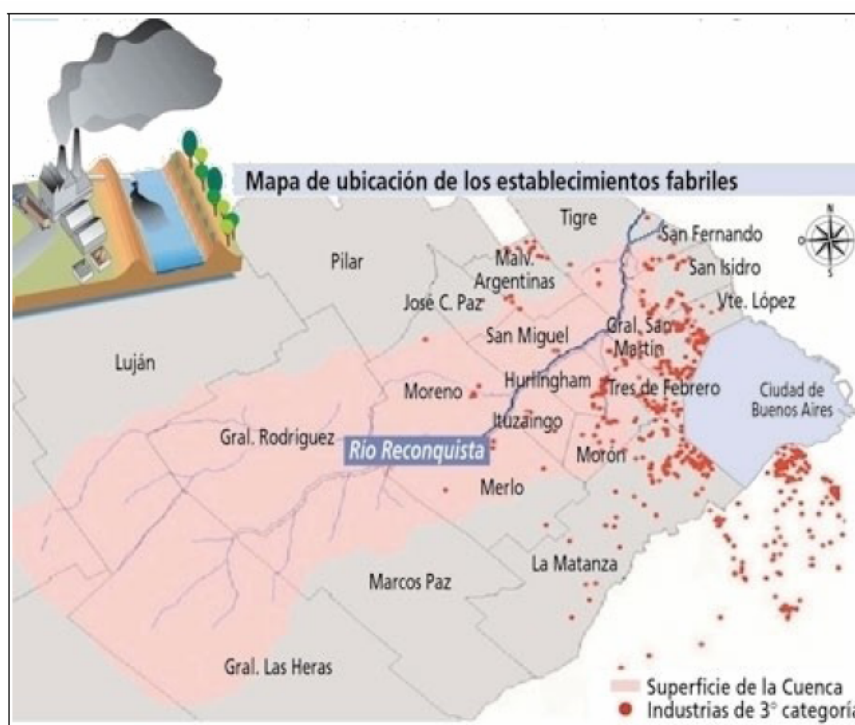 Mapa de ubicación de los establecimientos fabriles
Tigre
N
San Fernando
O
E
S
Pilar
Malv.
Argentinas
San Isidro
José C. Paz
Vte. López
San Miguel
Gral. San
Martín
Luján
Moreno
Hurlingham
Tres de Febrero
Ciudad de
Buenos Aires
Ituzaingo
Gral. Rodríguez
Río Reconquista
Morón
Merlo
La Matanza
Marcos Paz
Gral. Las Heras
Superficie de la Cuenca
Industrias de 3° categoría